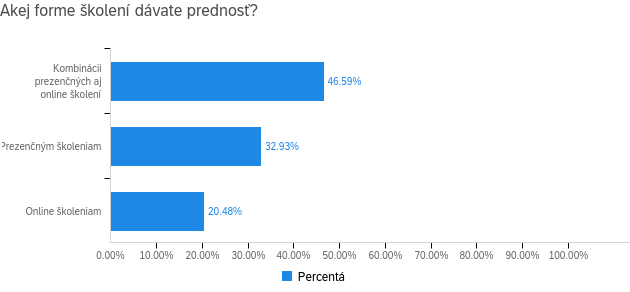 Akej forme školení dávate prednosť?
Kombinácii
prezenčných aj
online školení
46.59%
Prezenčným školeniam
32.93%
Online školeniam
20.48%
0.00% 10.00% 20.00% 30.00% 40.00% 50.00% 60.00% 70.00% 80.00% 90.00% 100.00%
Percentá